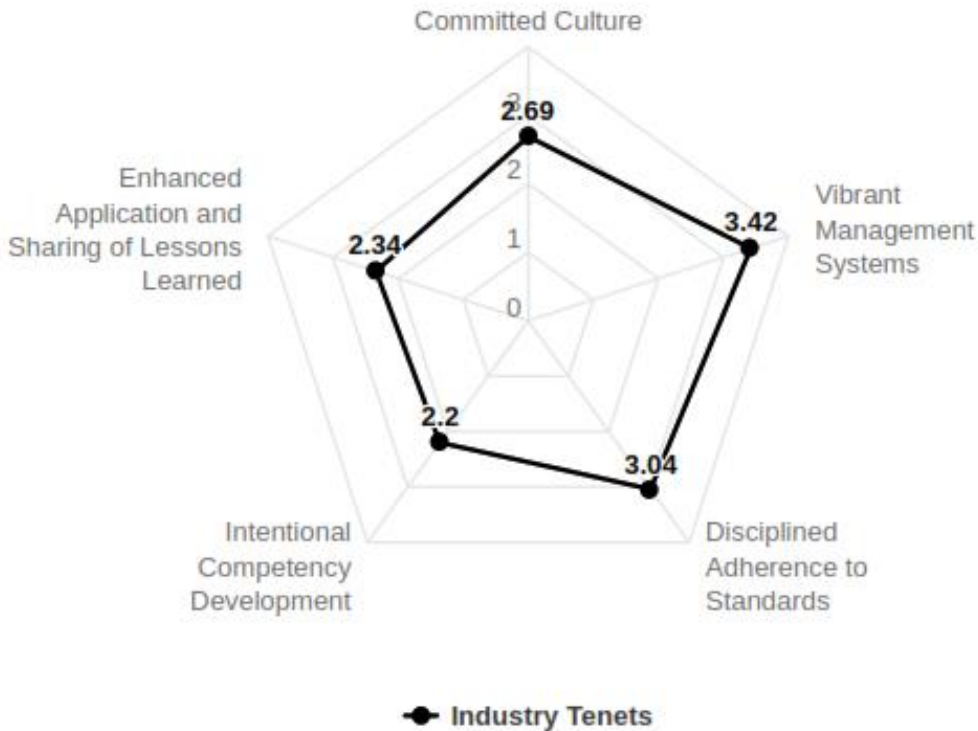 Committed Culture
3
2.69
2
1
0
Enhanced
Application and
Sharing of Lessons
Learned
2.34
Vibrant
Management
Systems
3.42
2.2
3.04
Intentional
Competency
Development
Disciplined
Adherence to
Standards
Industry Tenets